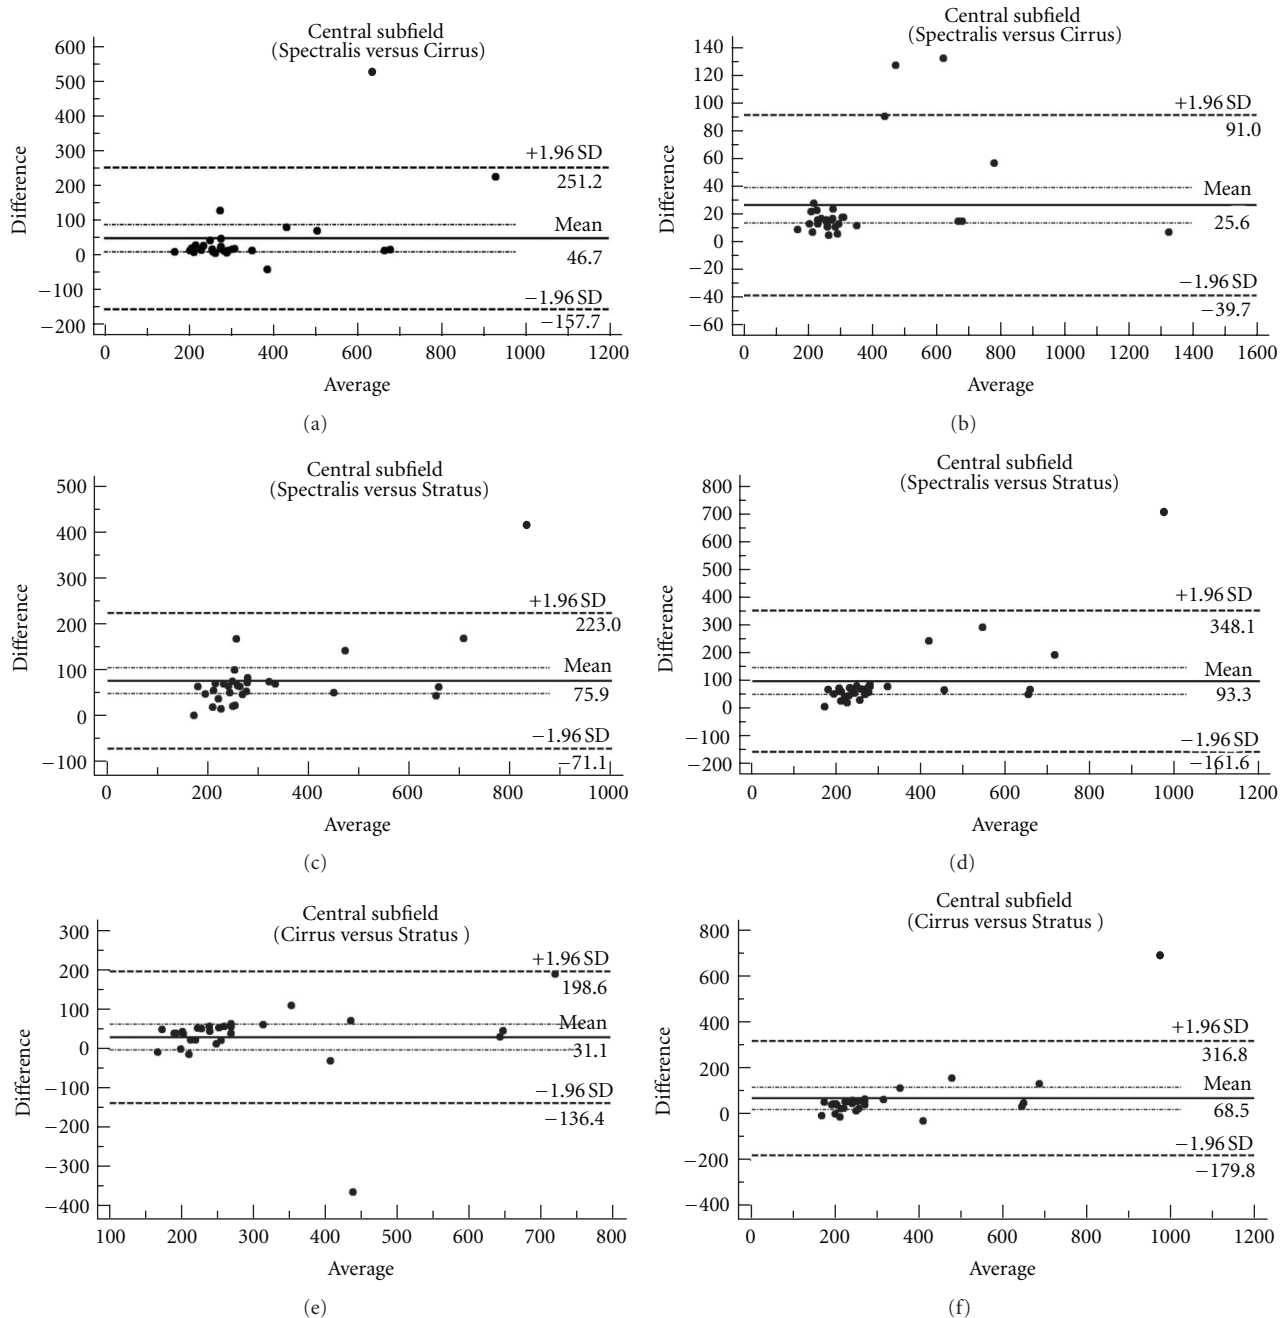 Central subfield
(Spectralis versus Cirrus)
600
500
400
300
200
100
0
−100
−200
Difference
+1.96 SD
251.2
Mean
46.7
−1.96 SD
−157.7
0 200 400 600 800 1000 1200
Average
(a)
Central subfield
(Spectralis versus Cirrus)
140
120
100
80
60
40
20
0
−20
−40
−60
Difference
+1.96 SD
91.0
Mean
25.6
−1.96 SD
−39.7
0 200 400 600 800 1000 1200 1400 1600
Average
(b)
Central subfield
(Spectralis versus Stratus)
500
400
300
200
100
0
−100
Difference
+1.96 SD
223.0
Mean
75.9
−1.96 SD
−71.1
0 200 400 600 800 1000
Average
(c)
Central subfield
(Spectralis versus Stratus)
800
700
600
500
400
300
200
100
0
−100
−200
Difference
+1.96 SD
348.1
Mean
93.3
−1.96 SD
−161.6
0 200 400 600 800 1000 1200
Average
(d)
Central subfield
(Cirrus versus Stratus )
300
200
100
0
−100
−200
−300
−400
Difference
+1.96 SD
198.6
Mean
31.1
−1.96 SD
−136.4
100 200 300 400 500 600 700 800
Average
(e)
Central subfield
(Cirrus versus Stratus )
800
600
400
200
0
−200
−400
Difference
+1.96 SD
316.8
Mean
68.5
−1.96 SD
−179.8
0 200 400 600 800 1000 1200
Average
(f)